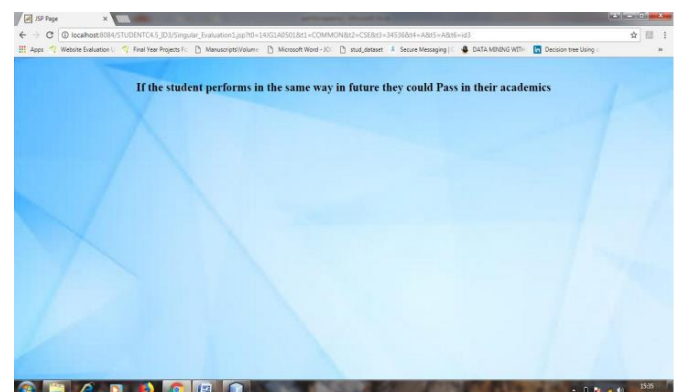 JSP Page
localhost:8084/STUDENTC4.5_ID3/Singular_Evaluation1.jsp?t0=14JG1A0501&t1=COMMON&t2=CSE&t3=34536&t4=A&t5=A&t6=id3
Apps Website Evaluation Final Year Projects Manuscripts\Volume Microsoft Word - stud_dataset Secure Messaging DATA MINING WITH Decision tree Using
If the student performs in the same way in future they could Pass in their academics
15:35